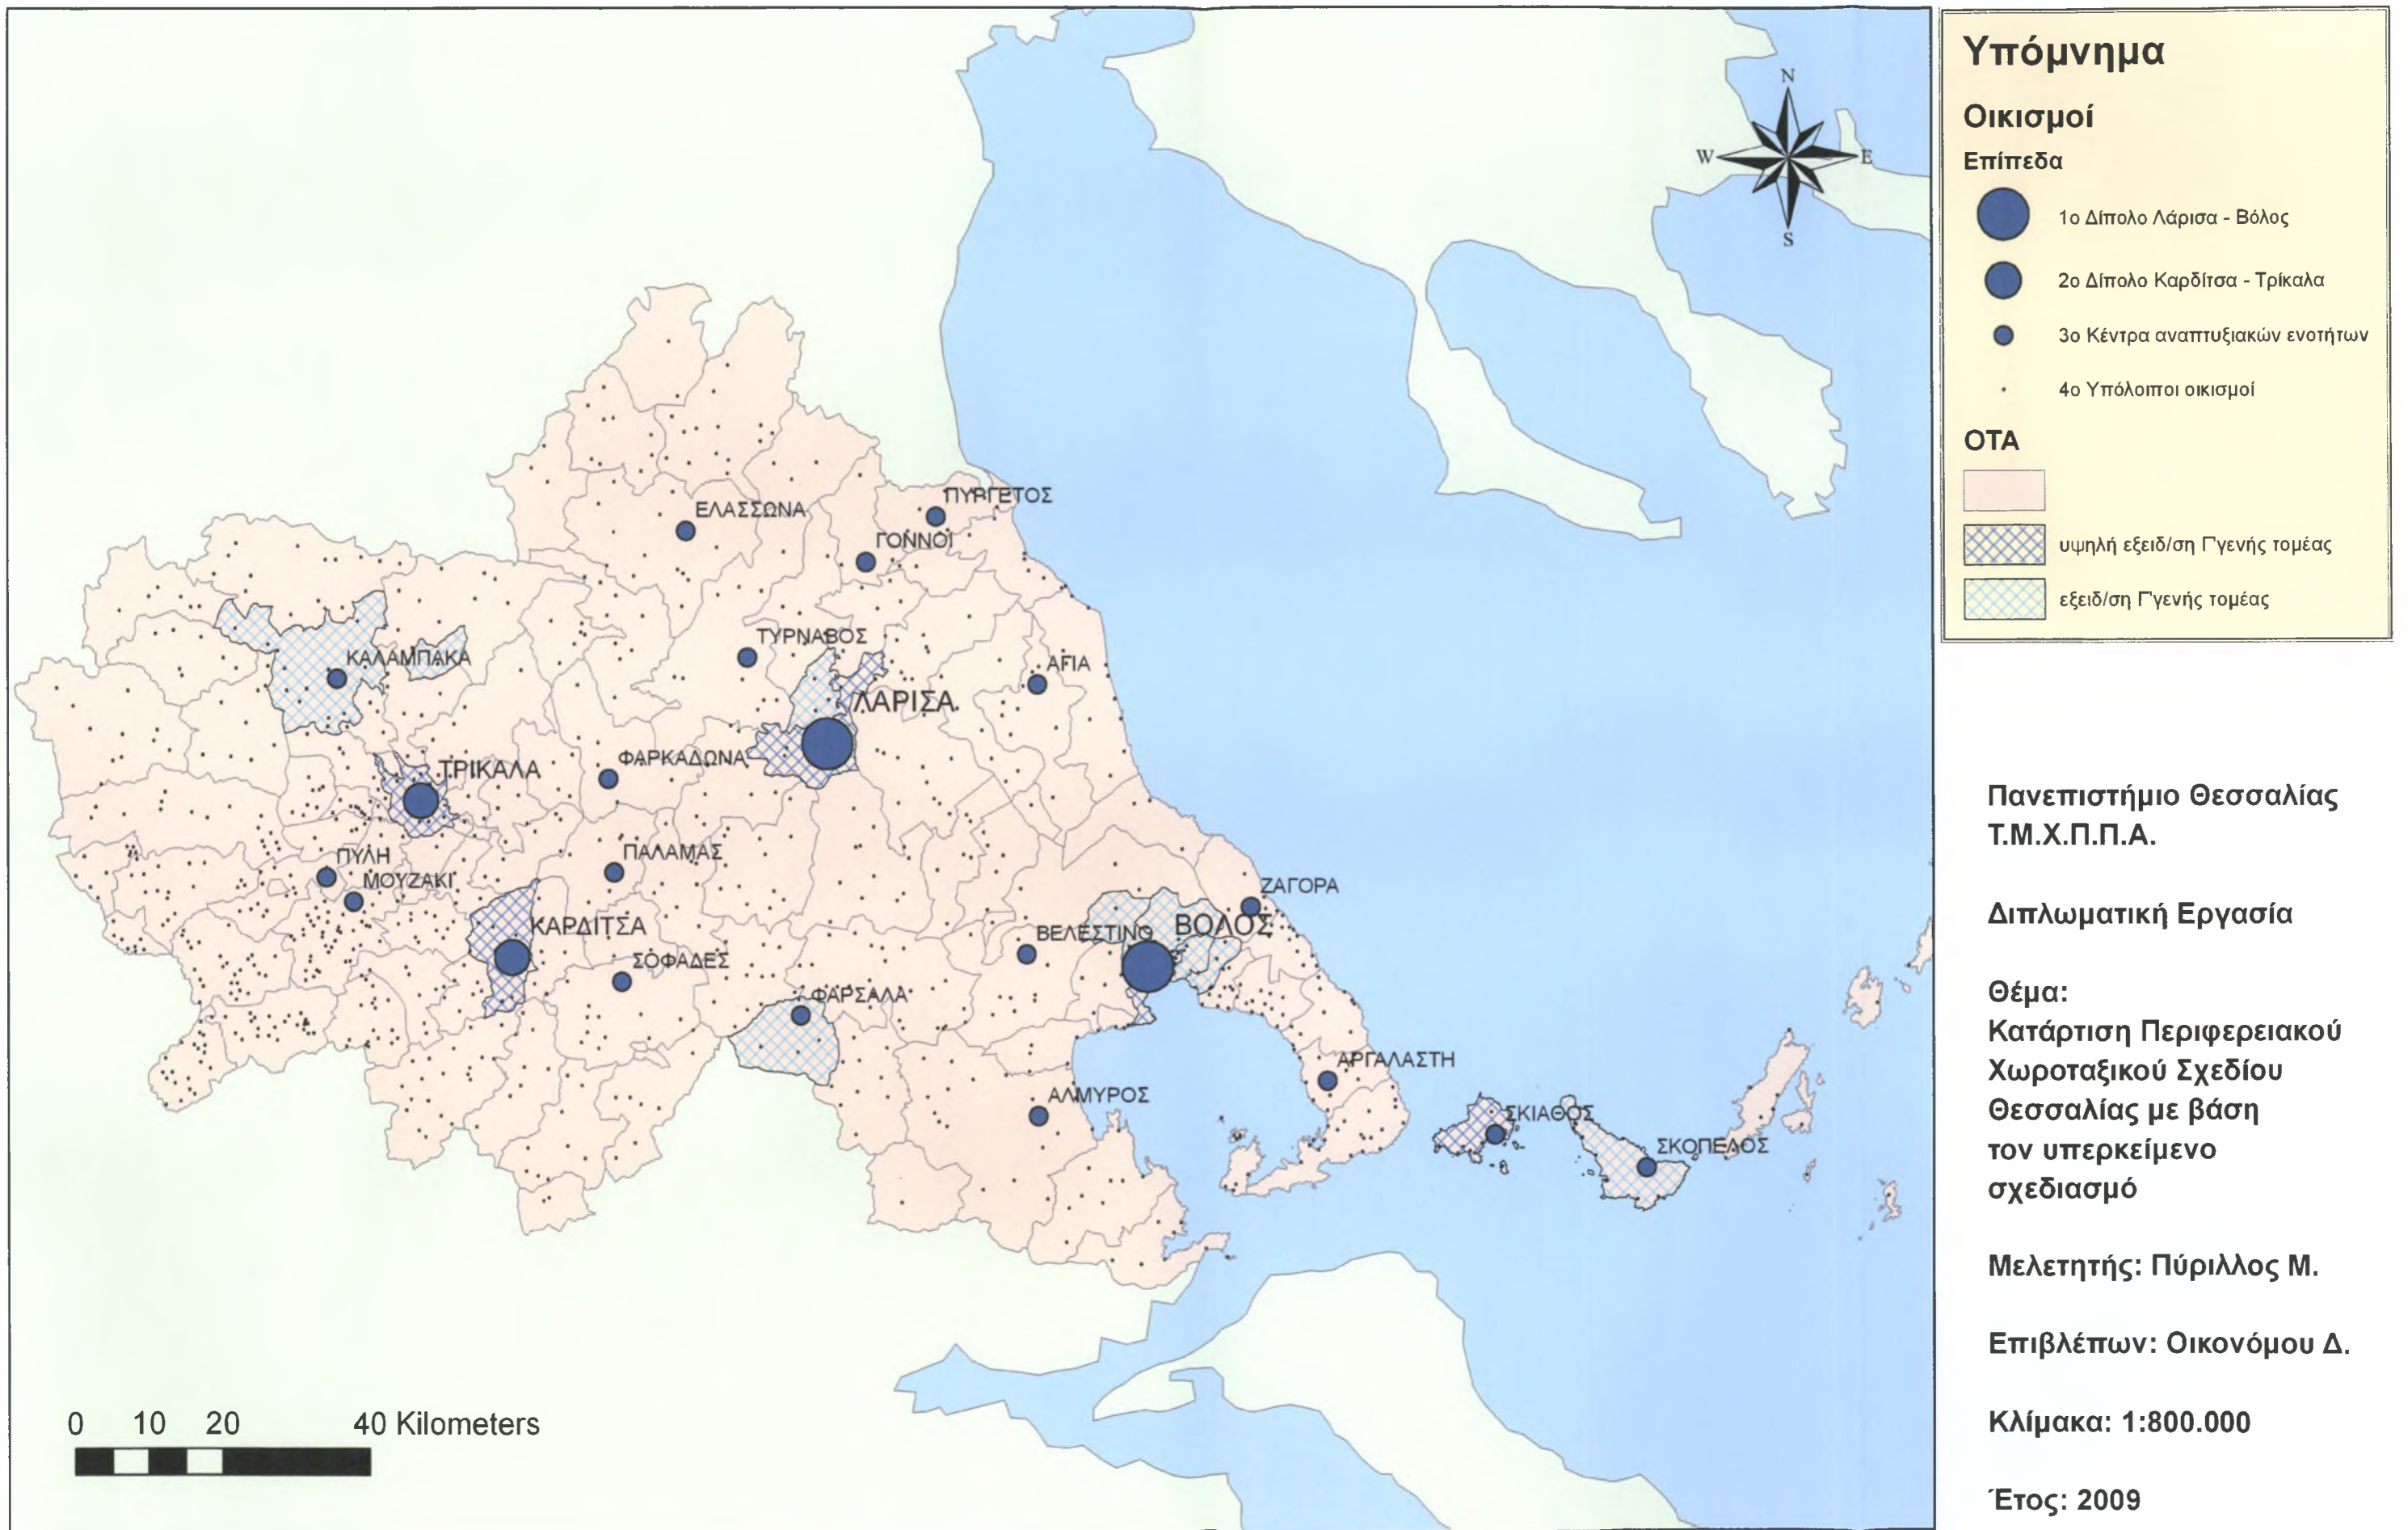 Υπόμνημα
Οικισμοί
Επίπεδα
1ο Δίπολο Λάρισα - Βόλος
2ο Δίπολο Καρδίτσα - Τρίκαλα
3ο Κέντρα αναπτυξιακών ενοτήτων
4ο Υπόλοιποι οικισμοί
ΟΤΑ
υψηλή εξειδ/ση Γ'γενής τομέας
εξειδ/ση Γ'γενής τομέας
N
W
E
S
ΠΥΡΓΕΤΟΣ
ΕΛΑΣΣΩΝΑ
ΓΟΝΝΟΙ
ΤΥΡΝΑΒΟΣ
ΚΑΛΑΜΠΑΚΑ
ΑΓΙΑ
ΛΑΡΙΣΑ
ΦΑΡΚΑΔΩΝΑ
ΤΡΙΚΑΛΑ
ΠΑΛΑΜΑΣ
ΠΥΛΗ
ΜΟΥΖΑΚΙ
ΖΑΓΟΡΑ
ΚΑΡΔΙΤΣΑ
ΒΕΛΕΣΤΙΝΟ
ΒΟΛΟΣ
ΣΟΦΑΔΕΣ
ΦΑΡΣΑΛΑ
ΑΡΓΑΛΑΣΤΗ
ΑΛΜΥΡΟΣ
ΣΚΙΑΘΟΣ
ΣΚΟΠΕΛΟΣ
0 10 20 40 Kilometers
Πανεπιστήμιο Θεσσαλίας
Τ.Μ.Χ.Π.Π.Α.
Διπλωματική Εργασία
Θέμα:
Κατάρτιση Περιφερειακού
Χωροταξικού Σχεδίου
Θεσσαλίας με βάση
τον υπερκείμενο
σχεδιασμό
Μελετητής: Πύριλλος Μ.
Επιβλέπων: Οικονόμου Δ.
Κλίμακα: 1:800.000
Έτος: 2009